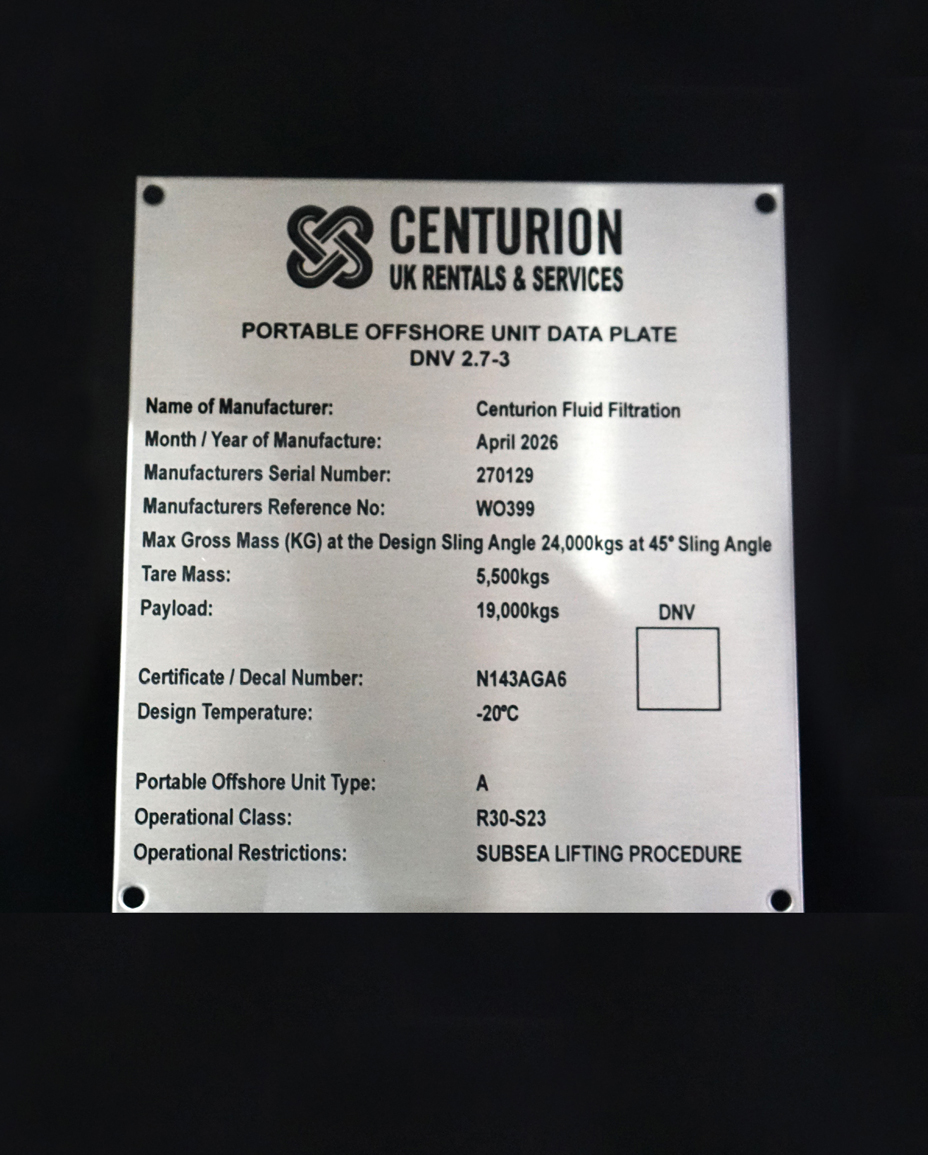 CENTURION
UK RENTALS & SERVICES
PORTABLE OFFSHORE UNIT DATA PLATE
DNV 2.7-3
Name of Manufacturer: Centurion Fluid Filtration
Month / Year of Manufacture: April 2026
Manufacturers Serial Number: 270129
Manufacturers Reference No: WO399
Max Gross Mass (KG) at the Design Sling Angle 24,000kgs at 45° Sling Angle
Tare Mass: 5,500kgs
Payload: 19,000kgs
DNV
Certificate / Decal Number: N143AGA6
Design Temperature: -20°C
Portable Offshore Unit Type: A
Operational Class: R30-S23
Operational Restrictions: SUBSEA LIFTING PROCEDURE